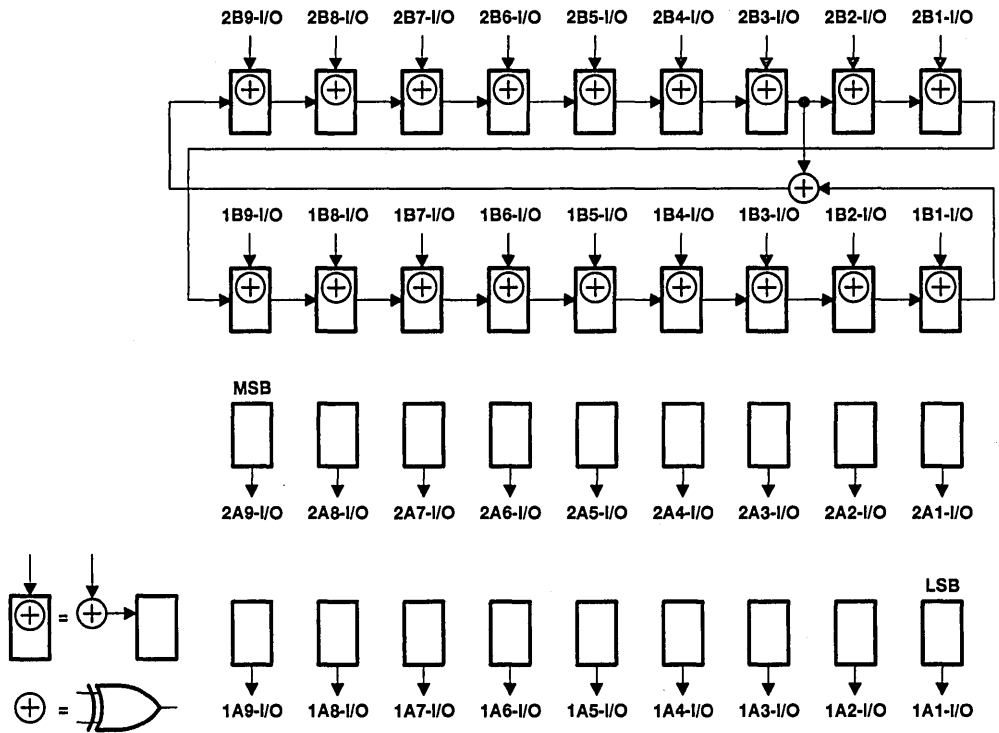 2B9-I/O 2B8-I/O 2B7-I/O 2B6-I/O 2B5-I/O 2B4-I/O 2B3-I/O 2B2-I/O 2B1-I/O
1B9-I/O 1B8-I/O 1B7-I/O 1B6-I/O 1B5-I/O 1B4-I/O 1B3-I/O 1B2-I/O 1B1-I/O
MSB
2A9-I/O 2A8-I/O 2A7-I/O 2A6-I/O 2A5-I/O 2A4-I/O 2A3-I/O 2A2-I/O 2A1-I/O
LSB
=
=
1A9-I/O 1A8-I/O 1A7-I/O 1A6-I/O 1A5-I/O 1A4-I/O 1A3-I/O 1A2-I/O 1A1-I/O